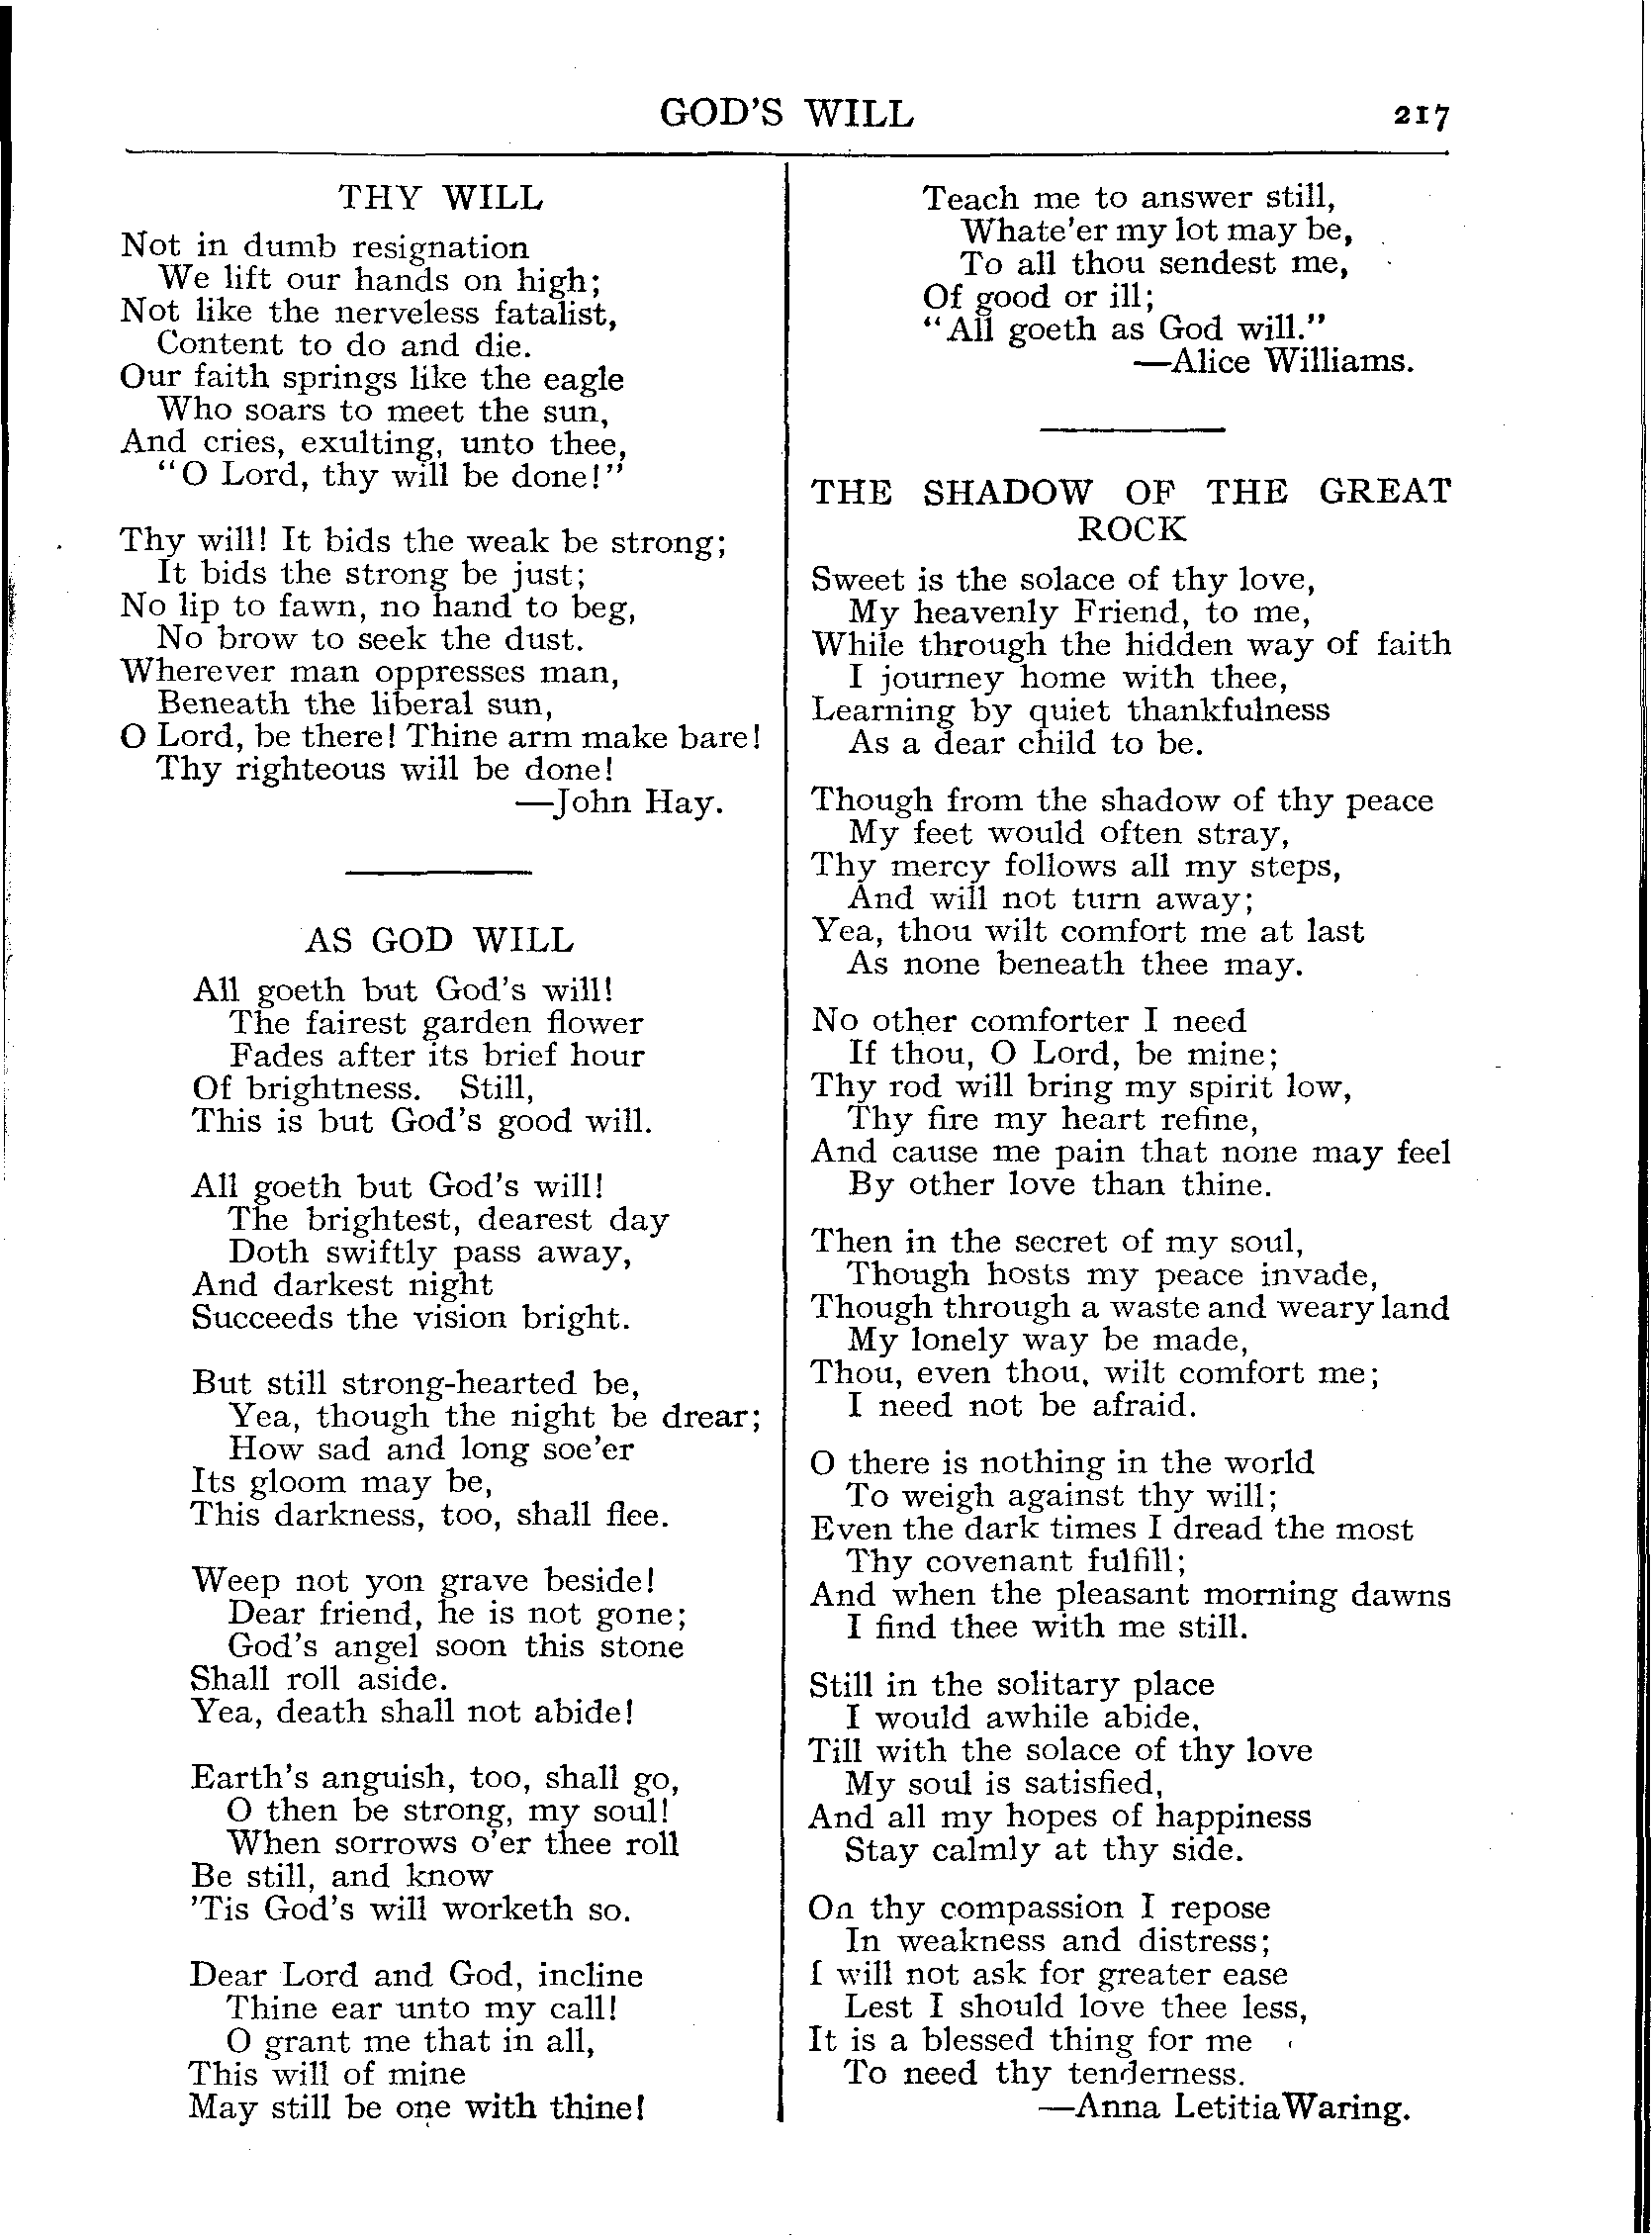 GOD'S WILL 217
THY WILL
Not in dumb resignation
We lift our hands on high;
Not like the nerveless fatalist,
Content to do and die.
Our faith springs like the eagle
Who soars to meet the sun,
And cries, exulting, unto thee,
"O Lord, thy will be done!"
Thy will! It bids the weak be strong;
It bids the strong be just;
No lip to fawn, no hand to beg,
No brow to seek the dust.
Wherever man oppresses man,
Beneath the liberal sun,
O Lord, be there! Thine arm make bare!
Thy righteous will be done!
—John Hay.
AS GOD WILL
All goeth but God's will!
The fairest garden flower
Fades after its brief hour
Of brightness. Still,
This is but God's good will.
All goeth but God's will!
The brightest, dearest day
Doth swiftly pass away,
And darkest night
Succeeds the vision bright.
But still strong-hearted be,
Yea, though the night be drear;
How sad and long soe'er
Its gloom may be,
This darkness, too, shall flee.
Weep not yon grave beside!
Dear friend, he is not gone;
God's angel soon this stone
Shall roll aside.
Yea, death shall not abide!
Earth's anguish, too, shall go,
O then be strong, my soul!
When sorrows o'er thee roll
Be still, and know
'Tis God's will worketh so.
Dear Lord and God, incline
Thine ear unto my call!
O grant me that in all,
This will of mine
May still be one with thine!
Teach me to answer still,
Whate'er my lot may be,
To all thou sendest me,
Of good or ill;
"All goeth as God will."
—Alice Williams.
THE SHADOW OF THE GREAT
ROCK
Sweet is the solace of thy love,
My heavenly Friend, to me,
While through the hidden way of faith
I journey home with thee,
Learning by quiet thankfulness
As a dear child to be.
Though from the shadow of thy peace
My feet would often stray,
Thy mercy follows all my steps,
And will not turn away;
Yea, thou wilt comfort me at last
As none beneath thee may.
No other comforter I need
If thou, O Lord, be mine;
Thy rod will bring my spirit low,
Thy fire my heart refine,
And cause me pain that none may feel
By other love than thine.
Then in the secret of my soul,
Though hosts my peace invade,
Though through a waste and weary land
My lonely way be made,
Thou, even thou, wilt comfort me;
I need not be afraid.
O there is nothing in the world
To weigh against thy will;
Even the dark times I dread the most
Thy covenant fulfill;
And when the pleasant morning dawns
I find thee with me still.
Still in the solitary place
I would awhile abide,
Till with the solace of thy love
My soul is satisfied,
And all my hopes of happiness
Stay calmly at thy side.
On thy compassion I repose
In weakness and distress;
I will not ask for greater ease
Lest I should love thee less,
It is a blessed thing for me
To need thy tenderness.
—Anna Letitia Waring.